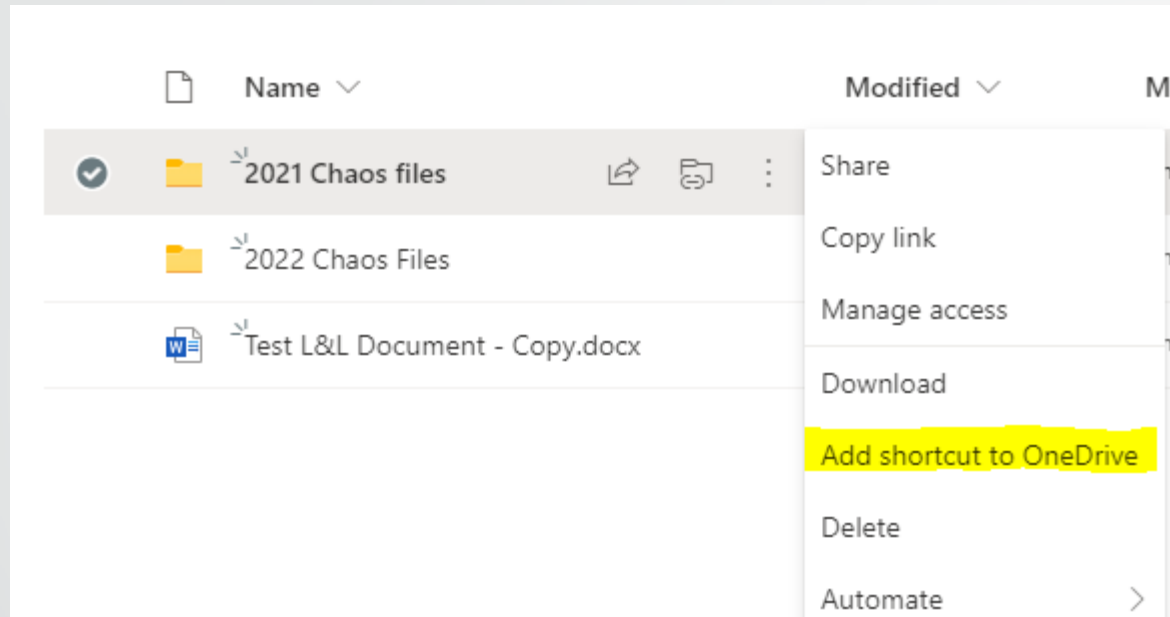 Name Modified M
2021 Chaos files
Share
Copy link
2022 Chaos Files
Manage access
W Test L&L Document - Copy.docx
Download
Add shortcut to OneDrive
Delete
Automate